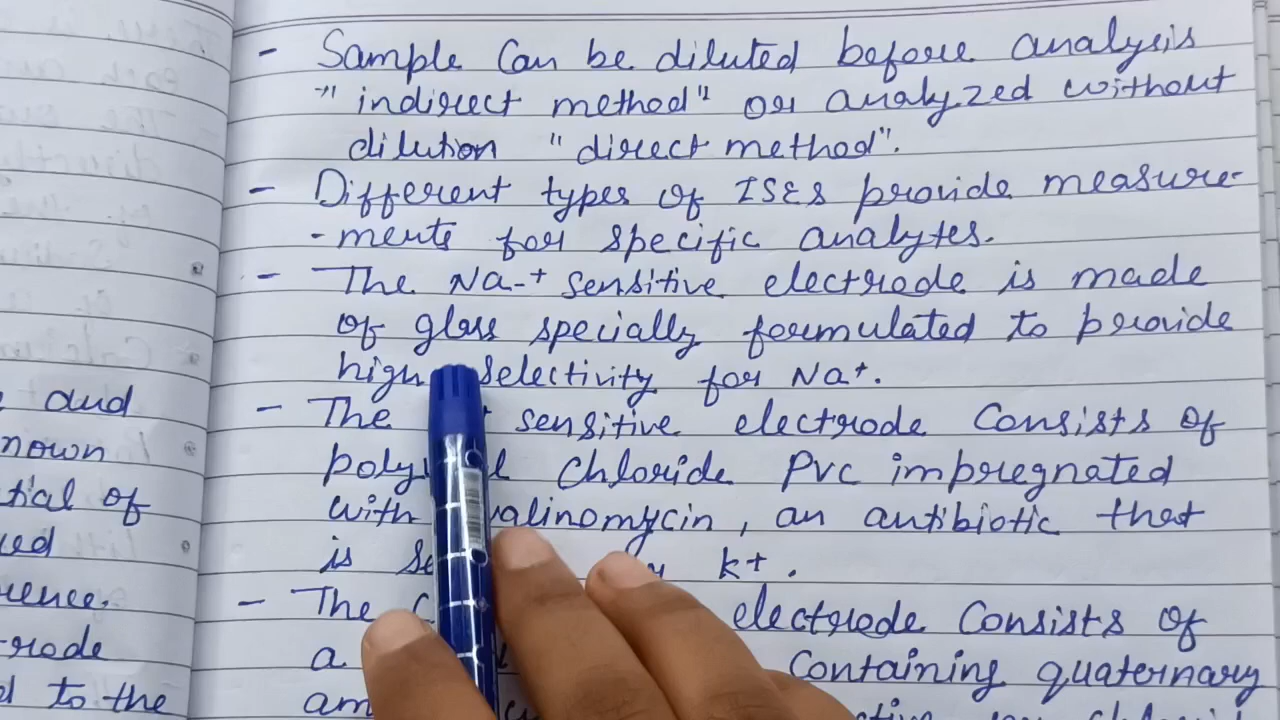 - Sample Can be diluted before analysis
"indirect method" or analyzed without
dilution "direct method".
- Different types of ISEs provide measure-
-ments for specific analytes.
- The Na-+ sensitive electrode is made
of glass specially formulated to provide
high selectivity for Na+.
- The sensitive electrode Consists of
Chloride PVC impregnated
with valinomycin, an antibiotic that
is k+.
- The electrode Consists of
a Containing quaternary
and
nown
tial of
ued
rence.
-rode
to the